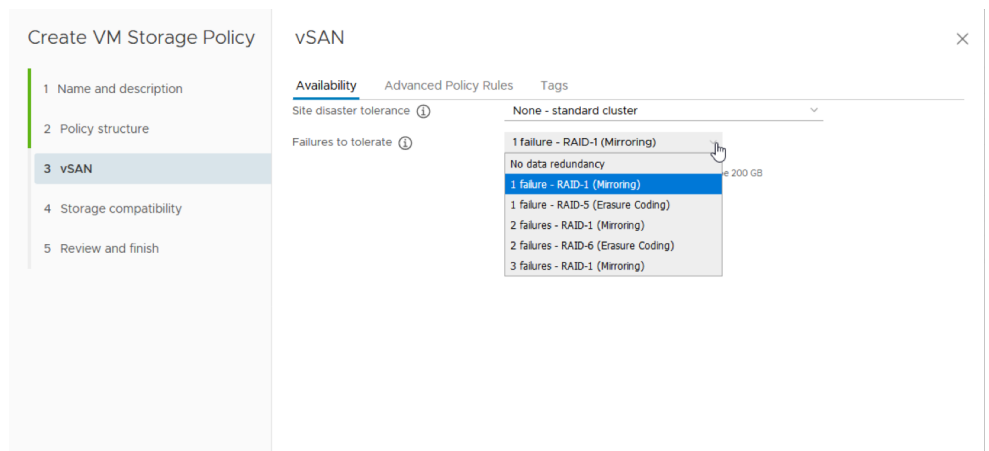 Create VM Storage Policy
1 Name and description
2 Policy structure
3 vSAN
4 Storage compatibility
5 Review and finish
vSAN
Availability Advanced Policy Rules Tags
Site disaster tolerance None - standard cluster
Failures to tolerate 1 failure - RAID-1 (Mirroring)
No data redundancy
200 GB
1 failure - RAID-1 (Mirroring)
1 failure - RAID-5 (Erasure Coding)
2 failures - RAID-1 (Mirroring)
2 failures - RAID-6 (Erasure Coding)
3 failures - RAID-1 (Mirroring)